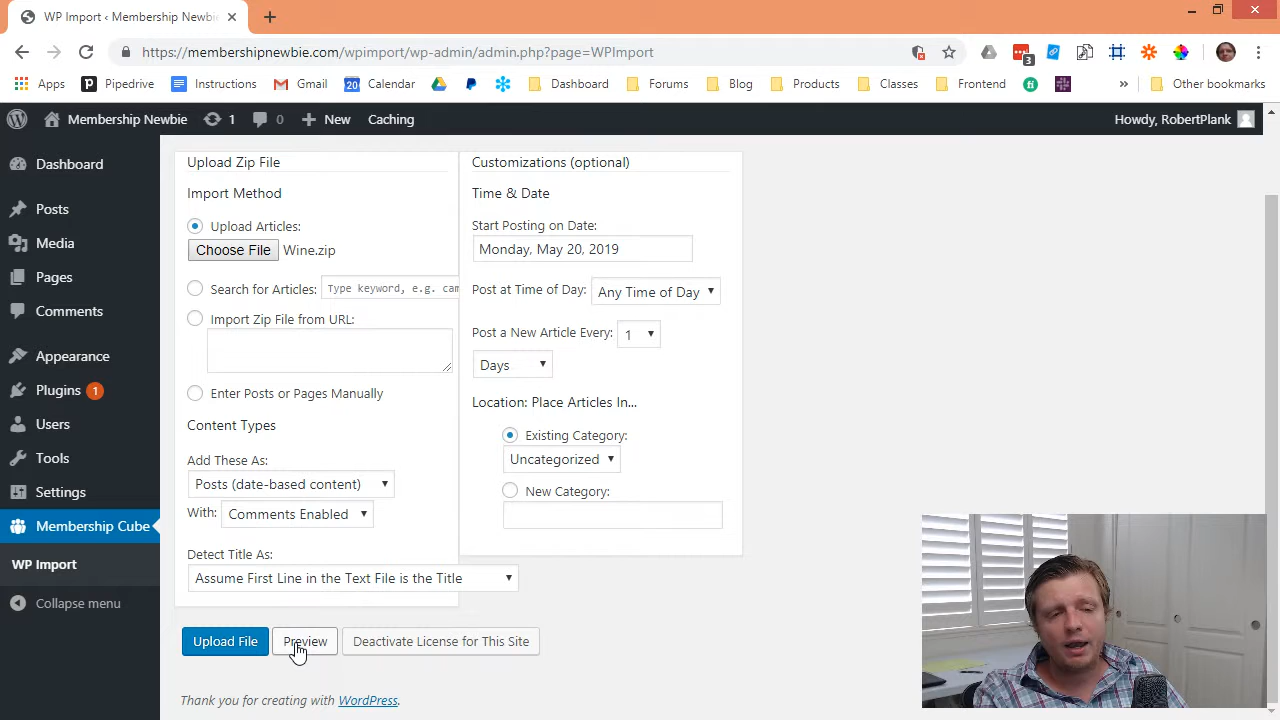 WP Import ‹ Membership Newbie
https://membershipnewbie.com/wpimport/wp-admin/admin.php?page=WPImport
3
Apps Pipedrive Instructions Gmail 20 Calendar Dashboard Forums Blog Products Classes Frontend fi » Other bookmarks
Membership Newbie 1 0 New Caching Howdy, RobertPlank
Dashboard
Posts
Media
Pages
Comments
Appearance
Plugins 1
Users
Tools
Settings
Membership Cube
WP Import
Collapse menu
Upload Zip File
Import Method
Upload Articles:
Choose File Wine.zip
Search for Articles: Type keyword, e.g. cam
Import Zip File from URL:
Enter Posts or Pages Manually
Content Types
Add These As:
Posts (date-based content)
With: Comments Enabled
Detect Title As:
Assume First Line in the Text File is the Title
Customizations (optional)
Time & Date
Start Posting on Date:
Monday, May 20, 2019
Post at Time of Day: Any Time of Day
Post a New Article Every: 1
Days
Location: Place Articles In...
Existing Category:
Uncategorized
New Category:
Upload File Preview Deactivate License for This Site
Thank you for creating with WordPress.